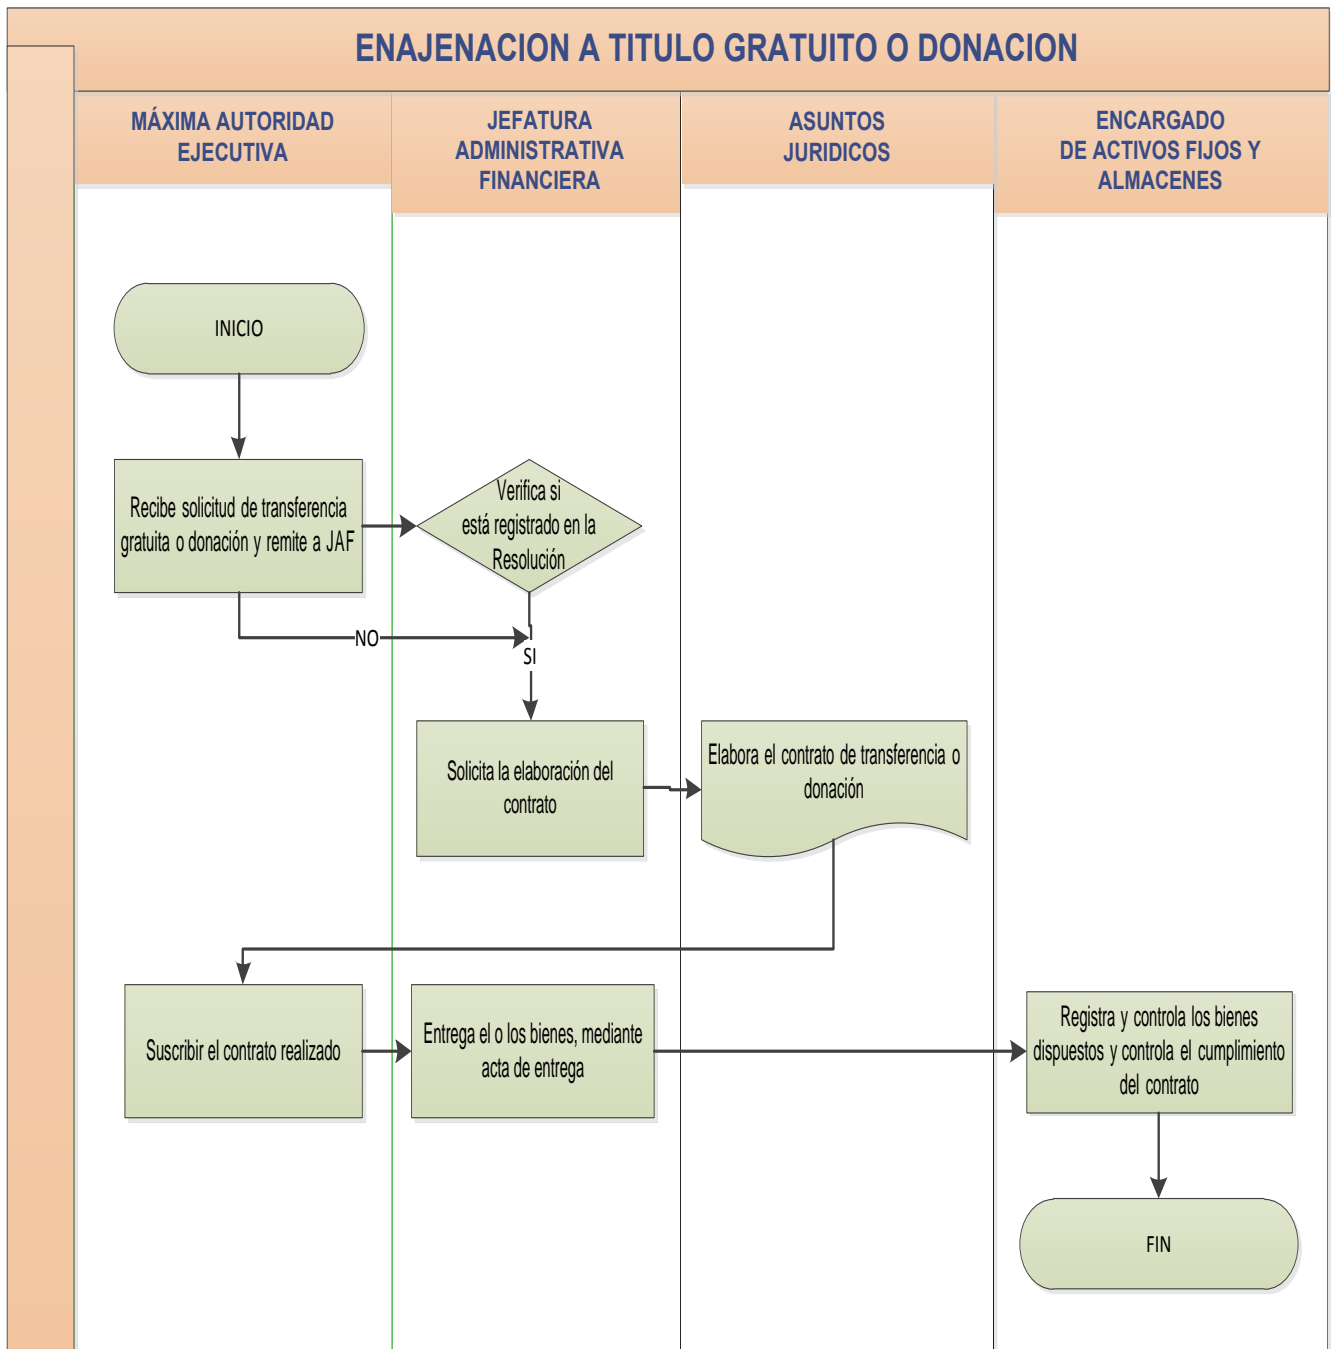 ENAJENACION A TITULO GRATUITO O DONACION
MÁXIMA AUTORIDAD
EJECUTIVA
JEFATURA
ADMINISTRATIVA
FINANCIERA
ASUNTOS
JURIDICOS
ENCARGADO
DE ACTIVOS FIJOS Y
ALMACENES
INICIO
Recibe solicitud de transferencia
gratuita o donación y remite a JAF
Verifica si
está registrado en la
Resolución
NO
SI
Solicita la elaboración del
contrato
Elabora el contrato de transferencia o
donación
Suscribir el contrato realizado
Entrega el o los bienes, mediante
acta de entrega
Registra y controla los bienes
dispuestos y controla el cumplimiento
del contrato
FIN